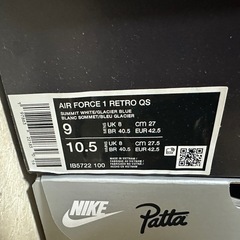 AIR FORCE 1 RETRO QS
SUMMIT WHITE/GLACIER BLUE
BLANC SOMMET/BLEU GLACIER
9 UK 8 CM 27
BR 40.5 EUR 42.5
10.5 UK 8 CM 27.5
BR 40.5 EUR 42.5
IB5722 100
NIKE Patta